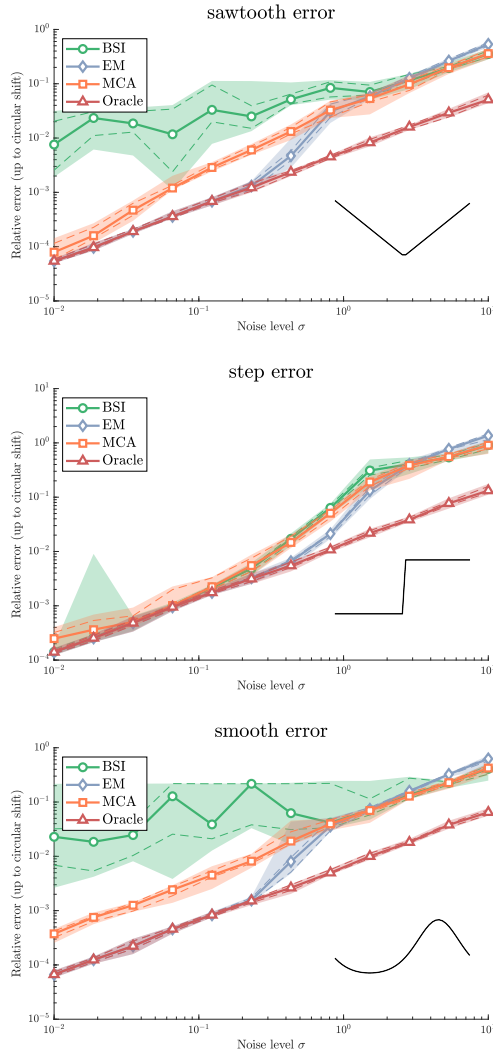 sawtooth error
10^0
BSI
EM
MCA
Oracle
10^-1
10^-2
10^-3
10^-4
10^-5
Relative error (up to circular shift)
10^-2 10^-1 10^0 10^1
Noise level σ
step error
10^1
BSI
EM
MCA
Oracle
10^0
10^-1
10^-2
10^-3
10^-4
Relative error (up to circular shift)
10^-2 10^-1 10^0 10^1
Noise level σ
smooth error
10^0
BSI
EM
MCA
Oracle
10^-1
10^-2
10^-3
10^-4
10^-5
Relative error (up to circular shift)
10^-2 10^-1 10^0 10^1
Noise level σ